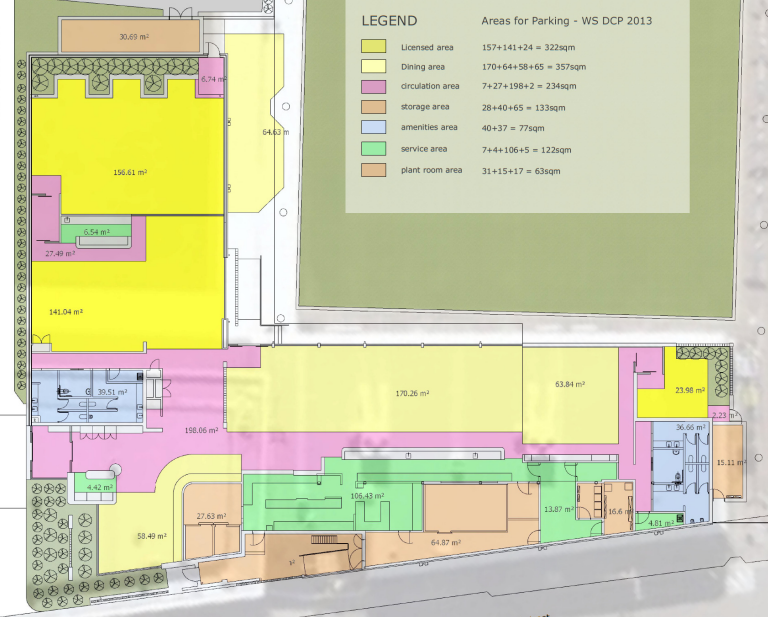 LEGEND
Areas for Parking - WS DCP 2013
Licensed area 157+141+24 = 322sqm
Dining area 170+64+58+65 = 357sqm
circulation area 7+27+198+2 = 234sqm
storage area 28+40+65 = 133sqm
amenities area 40+37 = 77sqm
service area 7+4+106+5 = 122sqm
plant room area 31+15+17 = 63sqm
30.69 m²
6.74 m²
64.63 m
156.61 m²
6.54 m²
27.49 m²
141.04 m²
39.51 m²
170.26 m²
63.84 m²
23.98 m²
2.23 m²
198.06 m²
36.66 m²
15.11 m²
4.42 m²
106.43 m²
27.63 m²
13.87 m²
16.6 m²
4.81 m²
58.49 m²
64.87 m²